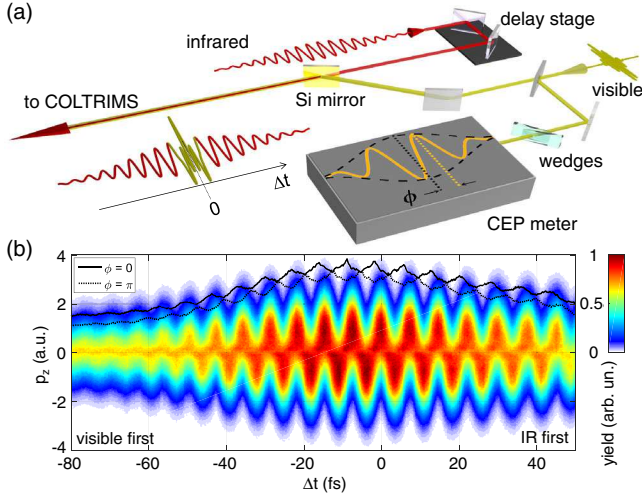 (a)
delay stage
infrared
Si mirror
visible
to COLTRIMS
wedges
Δt
0
ϕ
CEP meter
(b)
4
2
0
-2
-4
p_z (a.u.)
ϕ = 0
ϕ = π
visible first
IR first
-80 -60 -40 -20 0 20 40
Δt (fs)
1
0.5
0
yield (arb. un.)